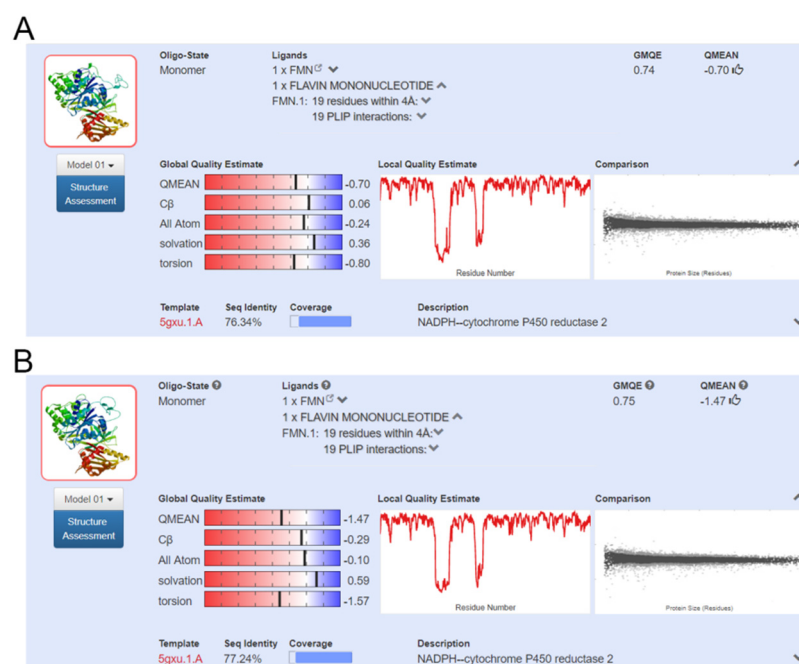 A
Oligo-State Ligands GMQE QMEAN
Monomer 1 x FMN 0.74 -0.70
1 x FLAVIN MONONUCLEOTIDE
FMN.1: 19 residues within 4Å:
19 PLIP interactions:
Model 01
Structure
Assessment
Global Quality Estimate Local Quality Estimate Comparison
QMEAN -0.70
Cβ 0.06
All Atom -0.24
solvation 0.36
torsion -0.80
Residue Number Protein Size (Residues)
Template Seq Identity Coverage Description
5gxu.1.A 76.34% NADPH--cytochrome P450 reductase 2
B
Oligo-State ? Ligands ? GMQE ? QMEAN ?
Monomer 1 x FMN 0.75 -1.47
1 x FLAVIN MONONUCLEOTIDE
FMN.1: 19 residues within 4Å:
19 PLIP interactions:
Model 01
Structure
Assessment
Global Quality Estimate Local Quality Estimate Comparison
QMEAN -1.47
Cβ -0.29
All Atom -0.10
solvation 0.59
torsion -1.57
Residue Number Protein Size (Residues)
Template Seq Identity Coverage Description
5gxu.1.A 77.24% NADPH--cytochrome P450 reductase 2